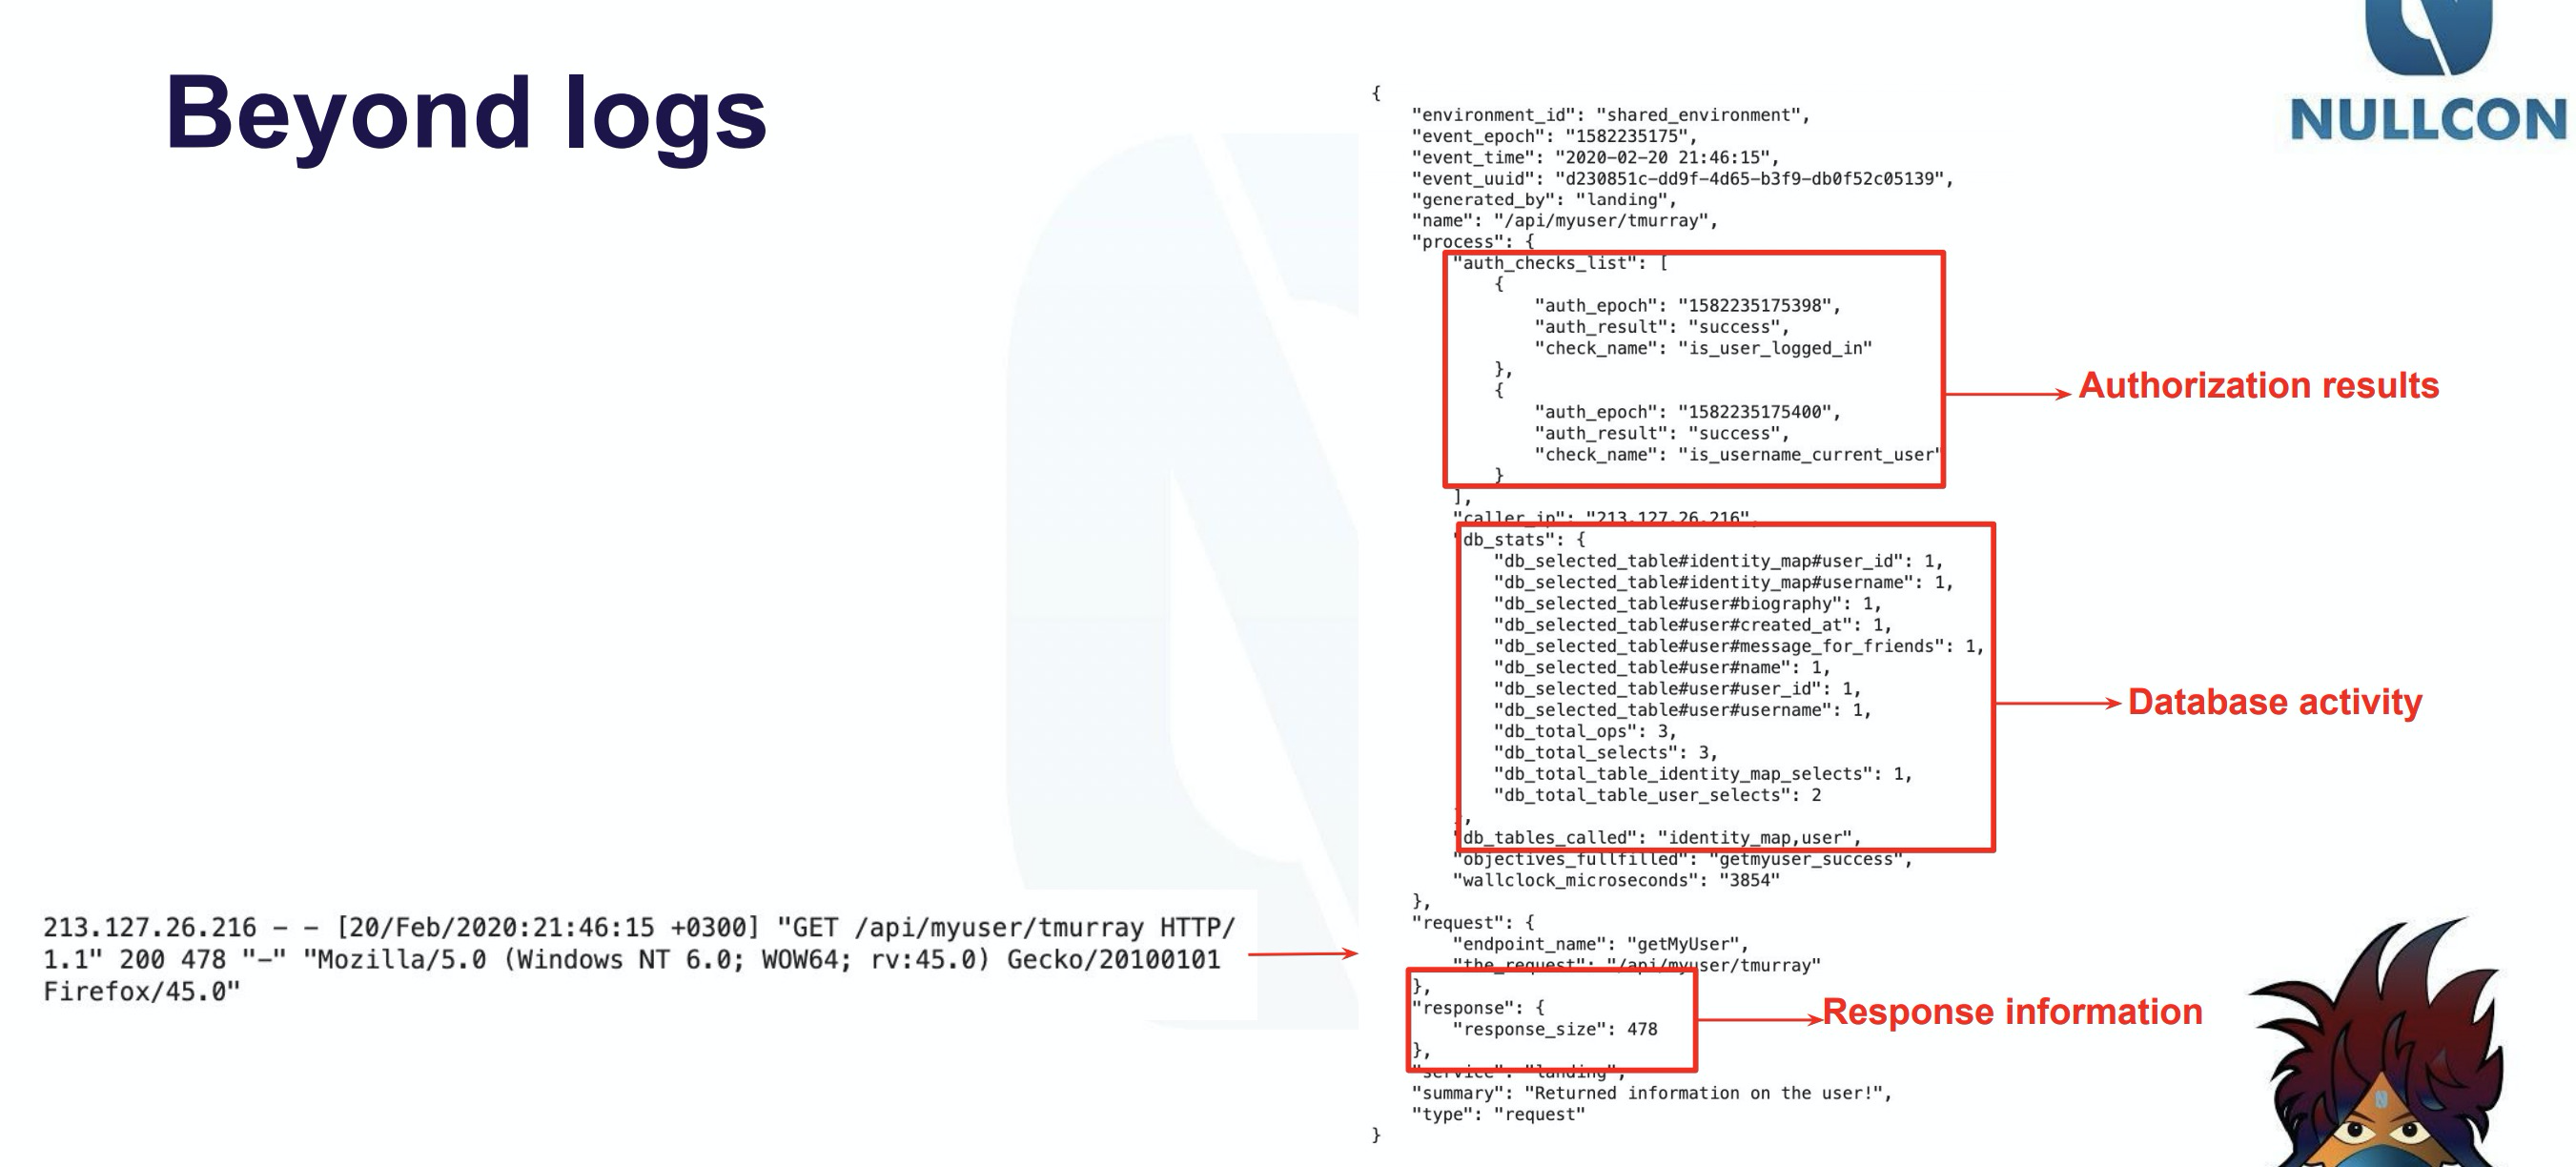 Beyond logs
NULLCON
213.127.26.216 – – [20/Feb/2020:21:46:15 +0300] "GET /api/myuser/tmurray HTTP/
1.1" 200 478 "–" "Mozilla/5.0 (Windows NT 6.0; WOW64; rv:45.0) Gecko/20100101
Firefox/45.0"
{
"environment_id": "shared_environment",
"event_epoch": "1582235175",
"event_time": "2020-02-20 21:46:15",
"event_uuid": "d230851c-dd9f-4d65-b3f9-db0f52c05139",
"generated_by": "landing",
"name": "/api/myuser/tmurray",
"process": {
"auth_checks_list": [
{
"auth_epoch": "1582235175398",
"auth_result": "success",
"check_name": "is_user_logged_in"
},
{
"auth_epoch": "1582235175400",
"auth_result": "success",
"check_name": "is_username_current_user"
}
],
"caller_ip": "213.127.26.216",
"db_stats": {
"db_selected_table#identity_map#user_id": 1,
"db_selected_table#identity_map#username": 1,
"db_selected_table#user#biography": 1,
"db_selected_table#user#created_at": 1,
"db_selected_table#user#message_for_friends": 1,
"db_selected_table#user#name": 1,
"db_selected_table#user#user_id": 1,
"db_selected_table#user#username": 1,
"db_total_ops": 3,
"db_total_selects": 3,
"db_total_table_identity_map_selects": 1,
"db_total_table_user_selects": 2
},
"db_tables_called": "identity_map,user",
"objectives_fullfilled": "getmyuser_success",
"wallclock_microseconds": "3854"
},
"request": {
"endpoint_name": "getMyUser",
"the_request": "/api/myuser/tmurray"
},
"response": {
"response_size": 478
},
"service": "landing",
"summary": "Returned information on the user!",
"type": "request"
}
Authorization results
Database activity
Response information